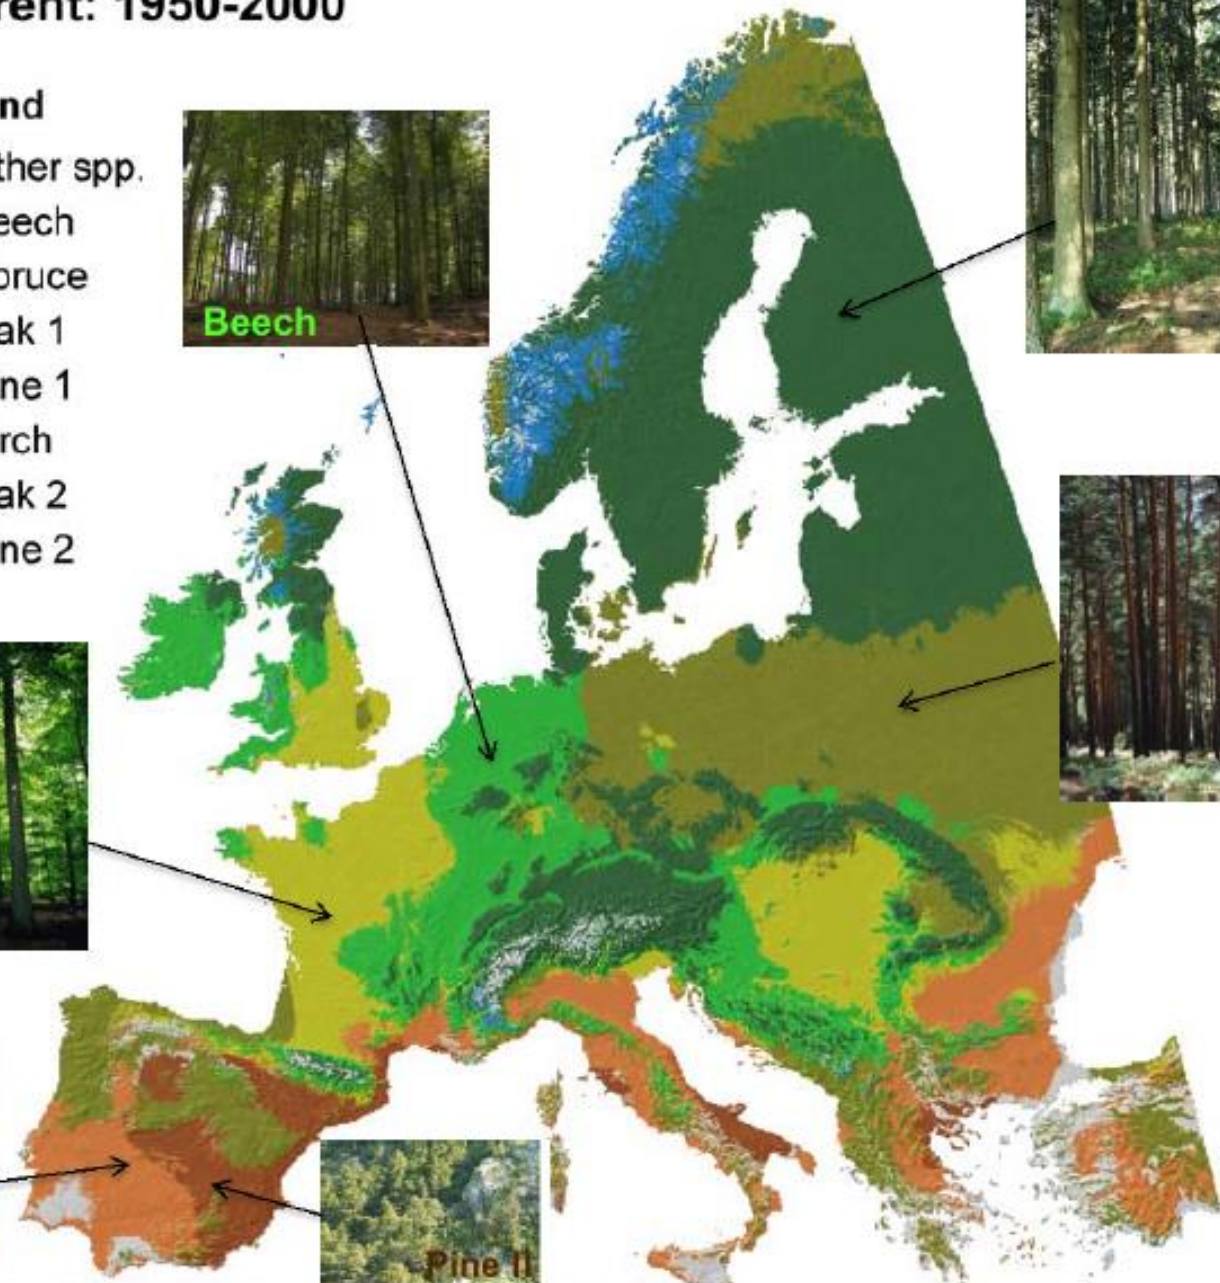 rent: 1950-2000
nd
ther spp.
eech
pruce
ak 1
ne 1
rch
ak 2
ne 2
Beech
Pine II